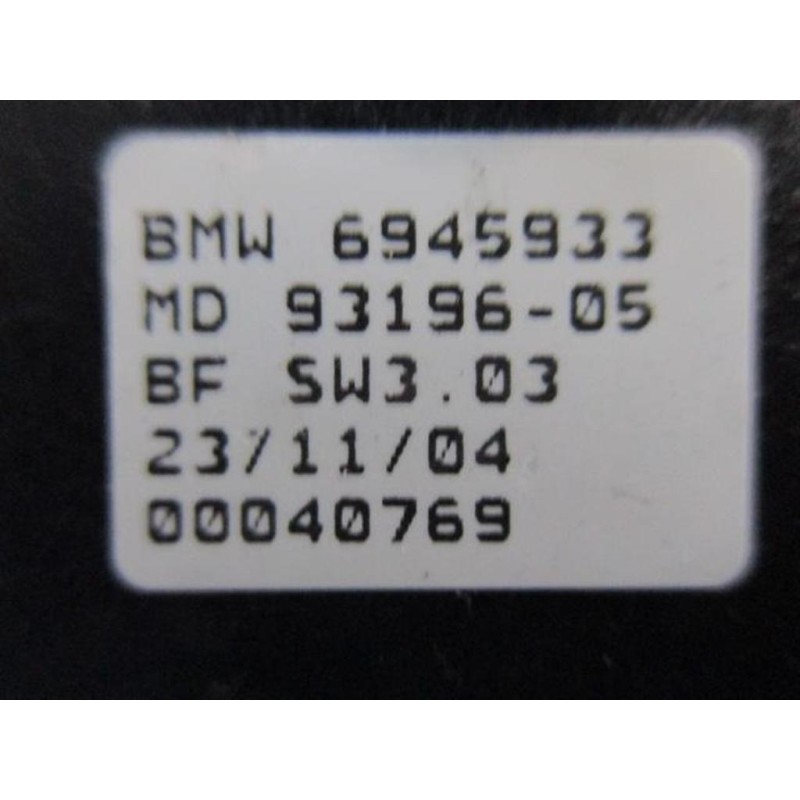 BMW 6945933
MD 93196-05
BF SW3.03
23/11/04
00040769